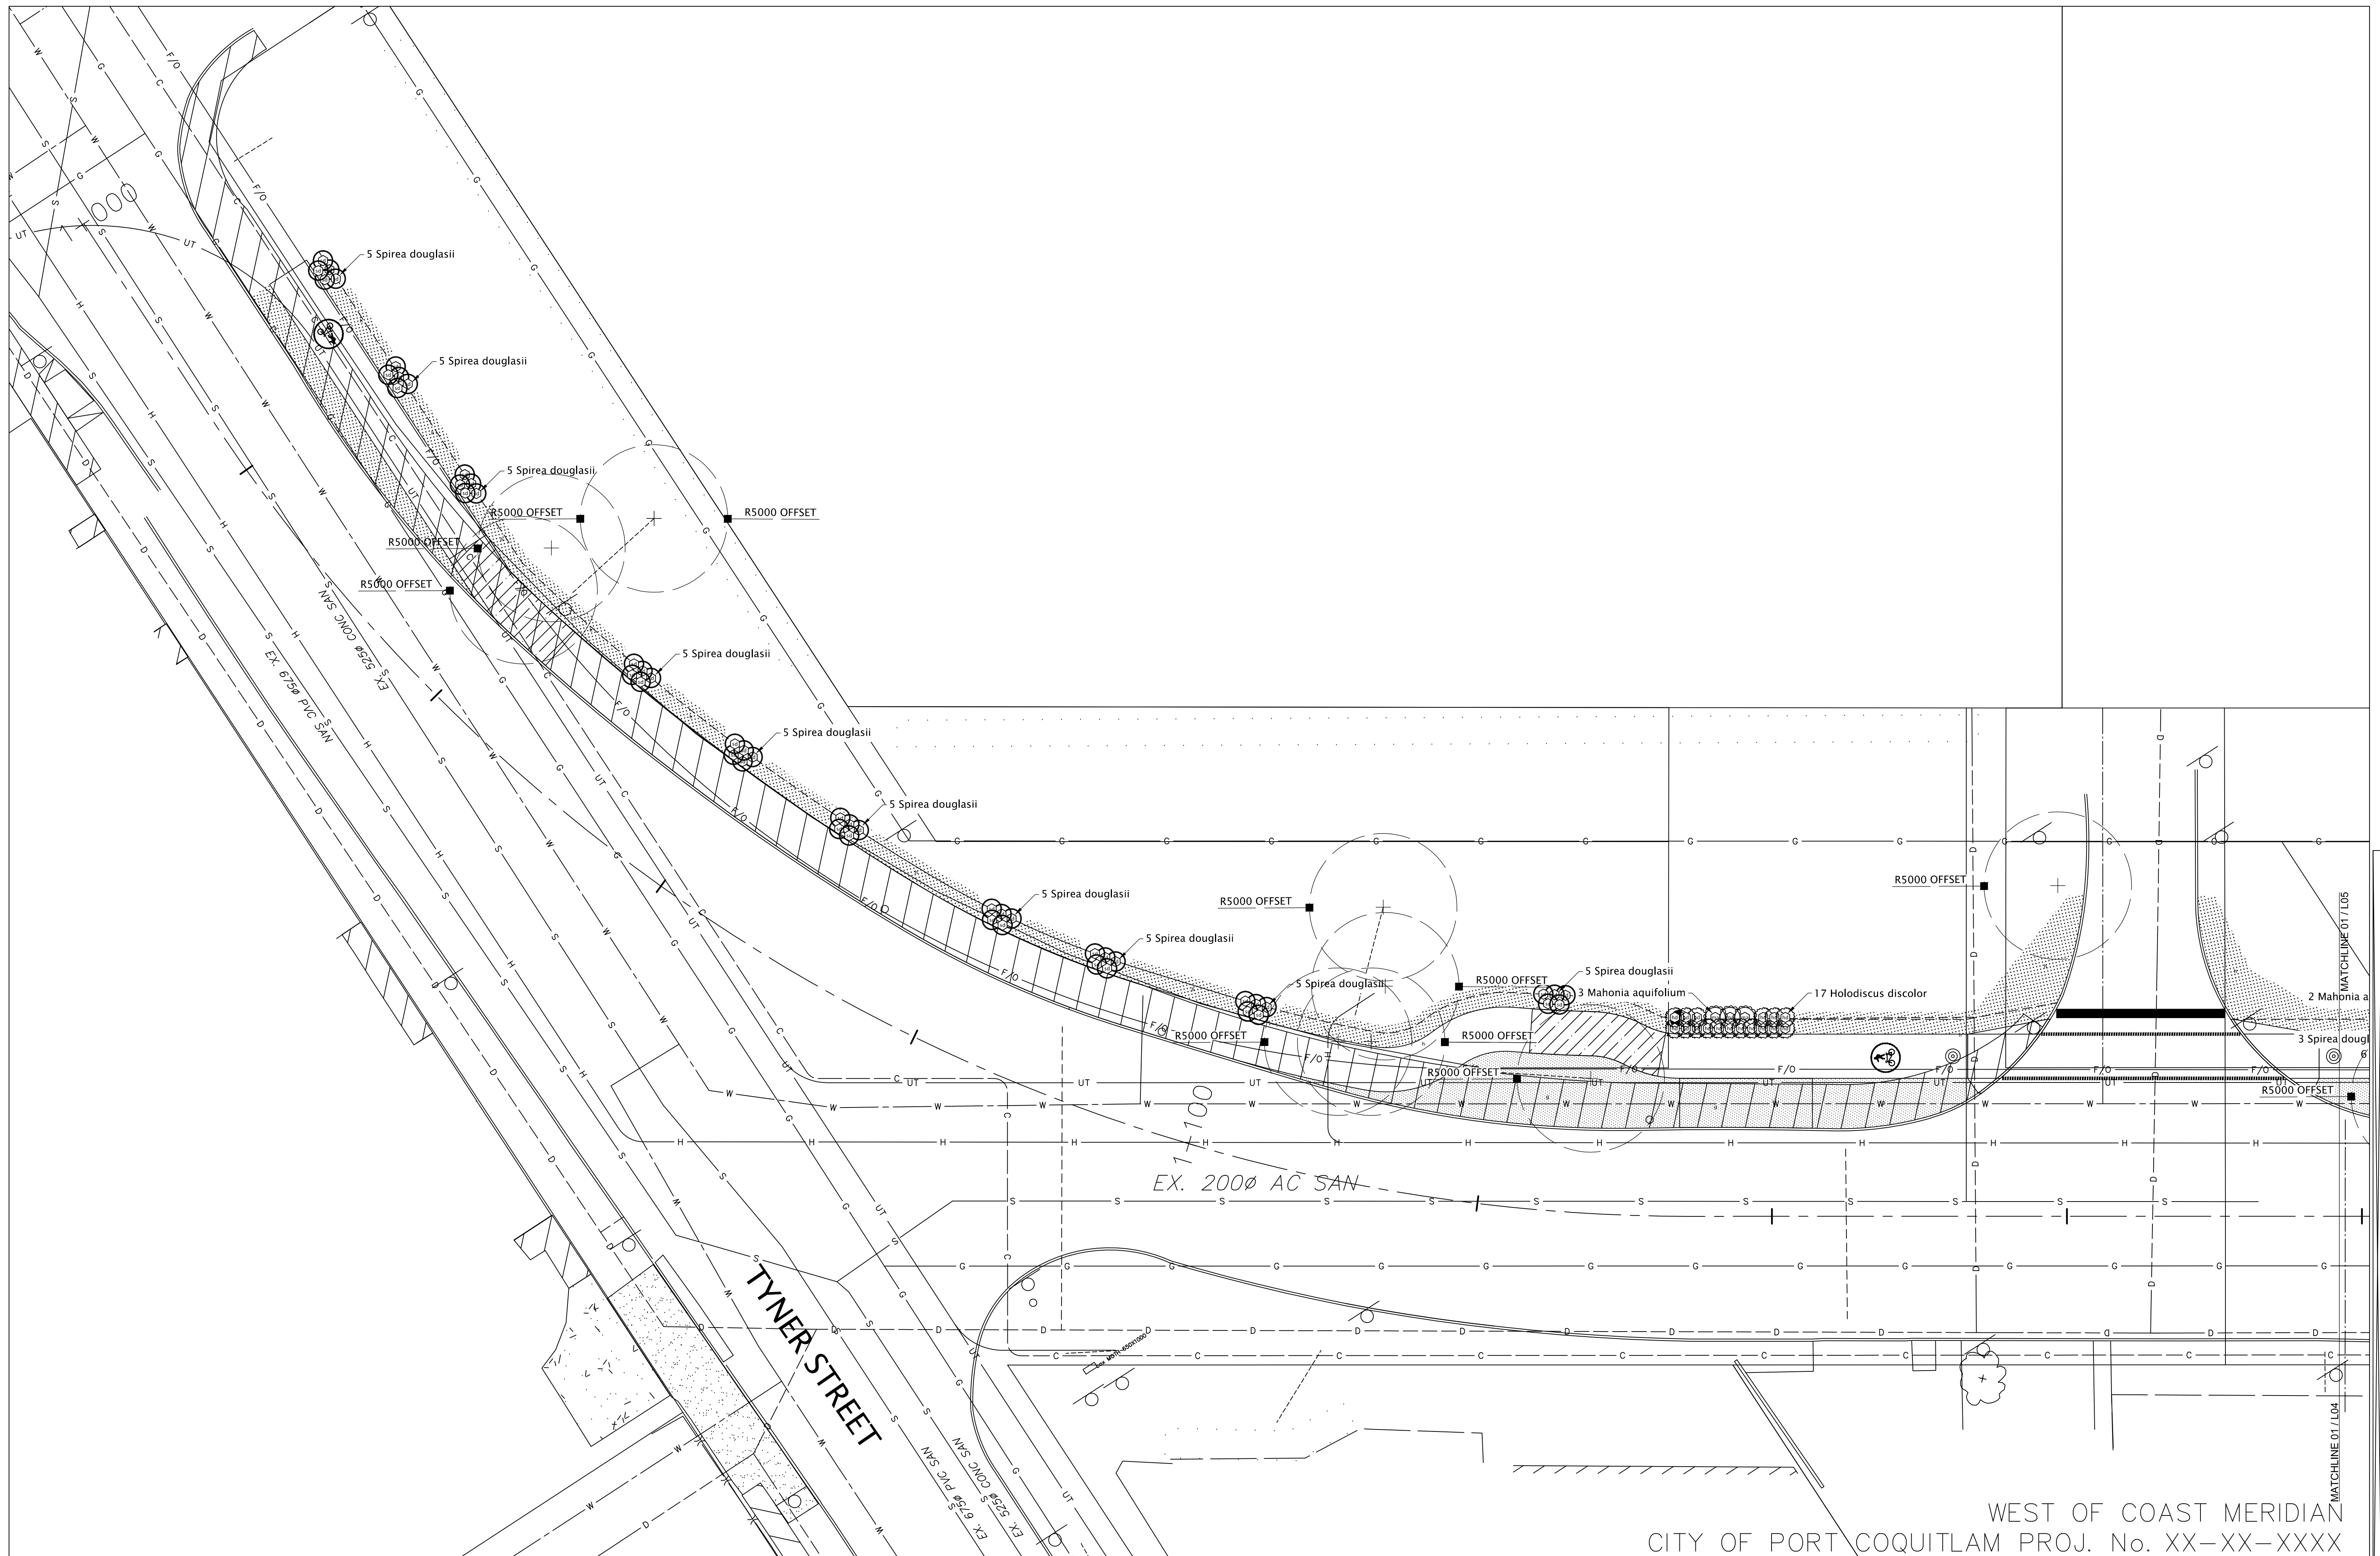 1+000
5 Spirea douglasii
5 Spirea douglasii
5 Spirea douglasii
R5000 OFFSET
R5000 OFFSET
R5000 OFFSET
R5000 OFFSET
EX. 525ø CONC SAN
EX. 675ø PVC SAN
5 Spirea douglasii
5 Spirea douglasii
5 Spirea douglasii
5 Spirea douglasii
5 Spirea douglasii
5 Spirea douglasii
R5000 OFFSET
R5000 OFFSET
R5000 OFFSET
R5000 OFFSET
R5000 OFFSET
R5000 OFFSET
5 Spirea douglasii
3 Mahonia aquifolium
17 Holodiscus discolor
MATCHLINE 01 / L05
2 Mahonia a
3 Spirea dougl
6
R5000 OFFSET
1+100
EX. 200ø AC SAN
TYNER STREET
EX. 675ø PVC SAN
EX. 525ø CONC SAN
MATCHLINE 01 / L04
WEST OF COAST MERIDIAN
CITY OF PORT COQUITLAM PROJ. No. XX-XX-XXXX